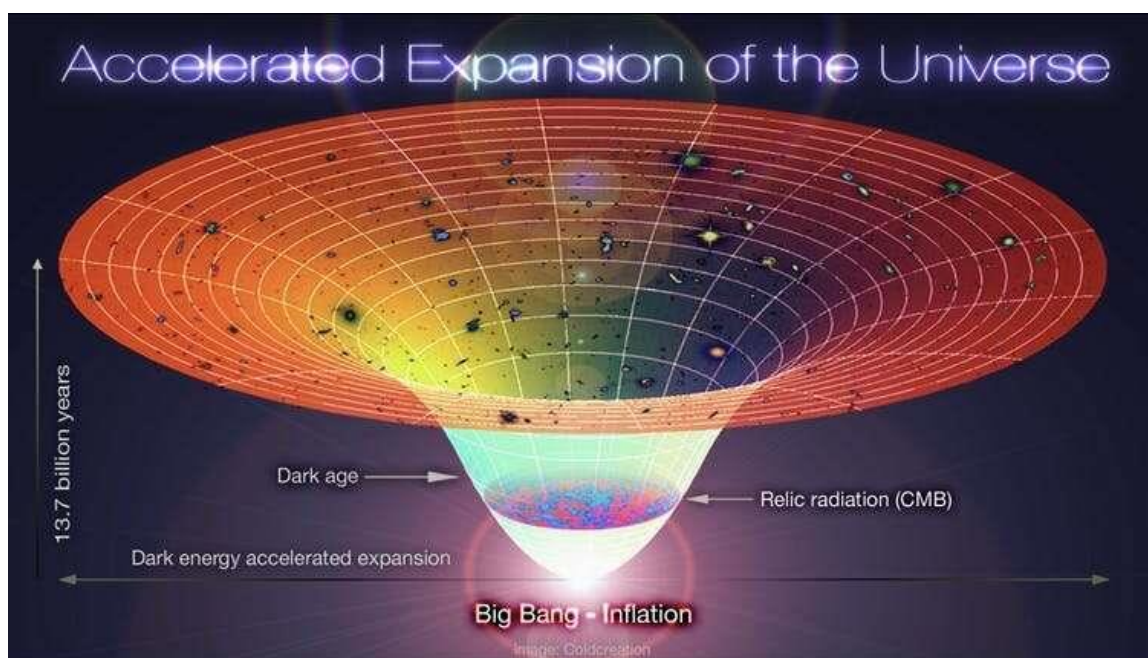 Accelerated Expansion of the Universe
13.7 billion years
Dark age
Relic radiation (CMB)
Dark energy accelerated expansion
Big Bang - Inflation
Image: Coldcreation